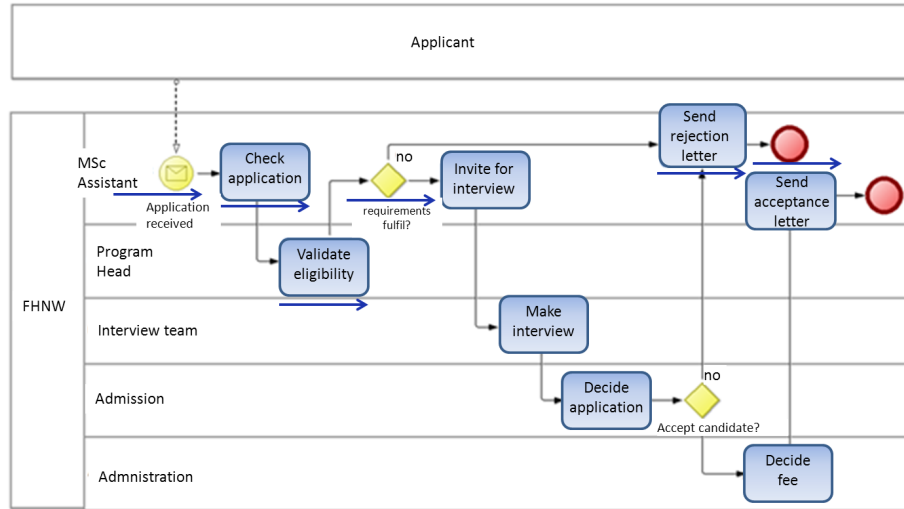 Applicant
FHNW
MSc
Assistant
Application
received
Check
application
no
requirements
fulfil?
Invite for
interview
Send
rejection
letter
Send
acceptance
letter
Program
Head
Validate
eligibility
Interview team
Make
interview
Admission
Decide
application
no
Accept candidate?
Admnistration
Decide
fee